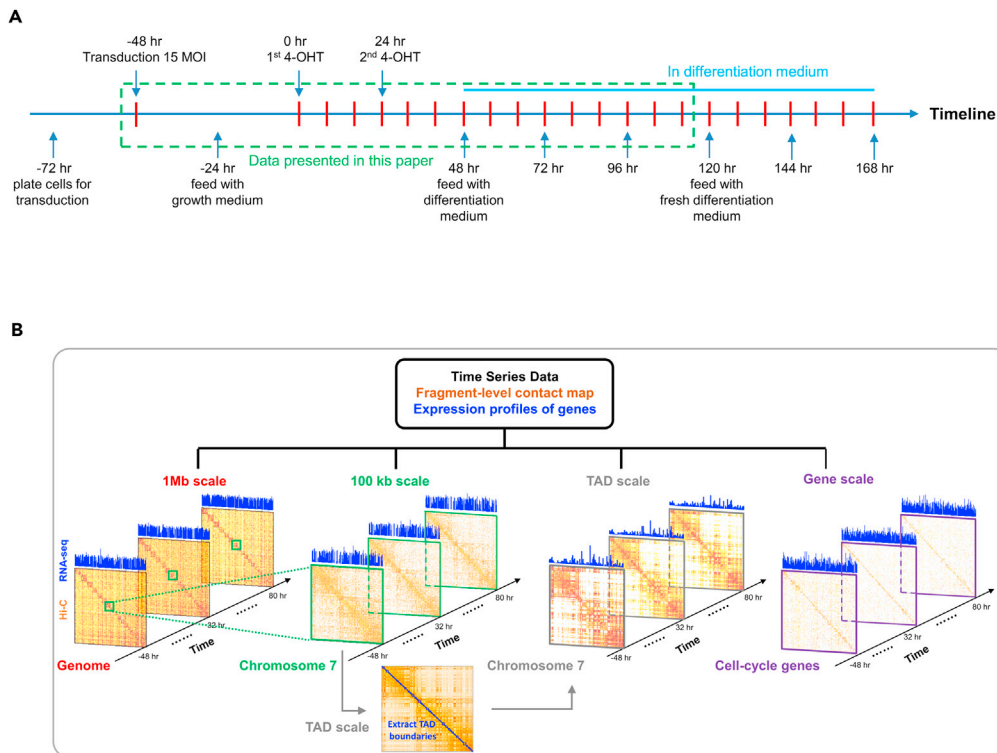 A
-48 hr
Transduction 15 MOI
0 hr
1st 4-OHT
24 hr
2nd 4-OHT
In differentiation medium
Timeline
Data presented in this paper
-72 hr
plate cells for
transduction
-24 hr
feed with
growth medium
48 hr
feed with
differentiation
medium
72 hr
96 hr
120 hr
feed with
fresh differentiation
medium
144 hr
168 hr
B
Time Series Data
Fragment-level contact map
Expression profiles of genes
1Mb scale
100 kb scale
TAD scale
Gene scale
RNA-seq
Hi-C
-48 hr
......
32 hr
Time
......
80 hr
Genome
-48 hr
......
32 hr
Time
......
80 hr
Chromosome 7
-48 hr
......
32 hr
Time
......
80 hr
Chromosome 7
-48 hr
......
32 hr
Time
......
80 hr
Cell-cycle genes
TAD scale
Extract TAD
boundaries